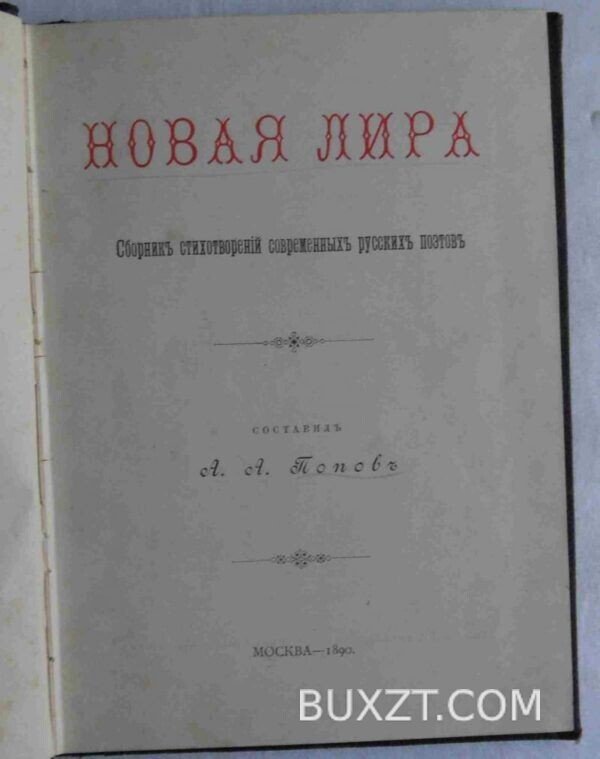 НОВАЯ ЛИРА
Сборникъ стихотвореній современныхъ русскихъ поэтовъ
СОСТАВИЛЪ
А. А. Поповъ
МОСКВА—1890.
BUXZT.COM